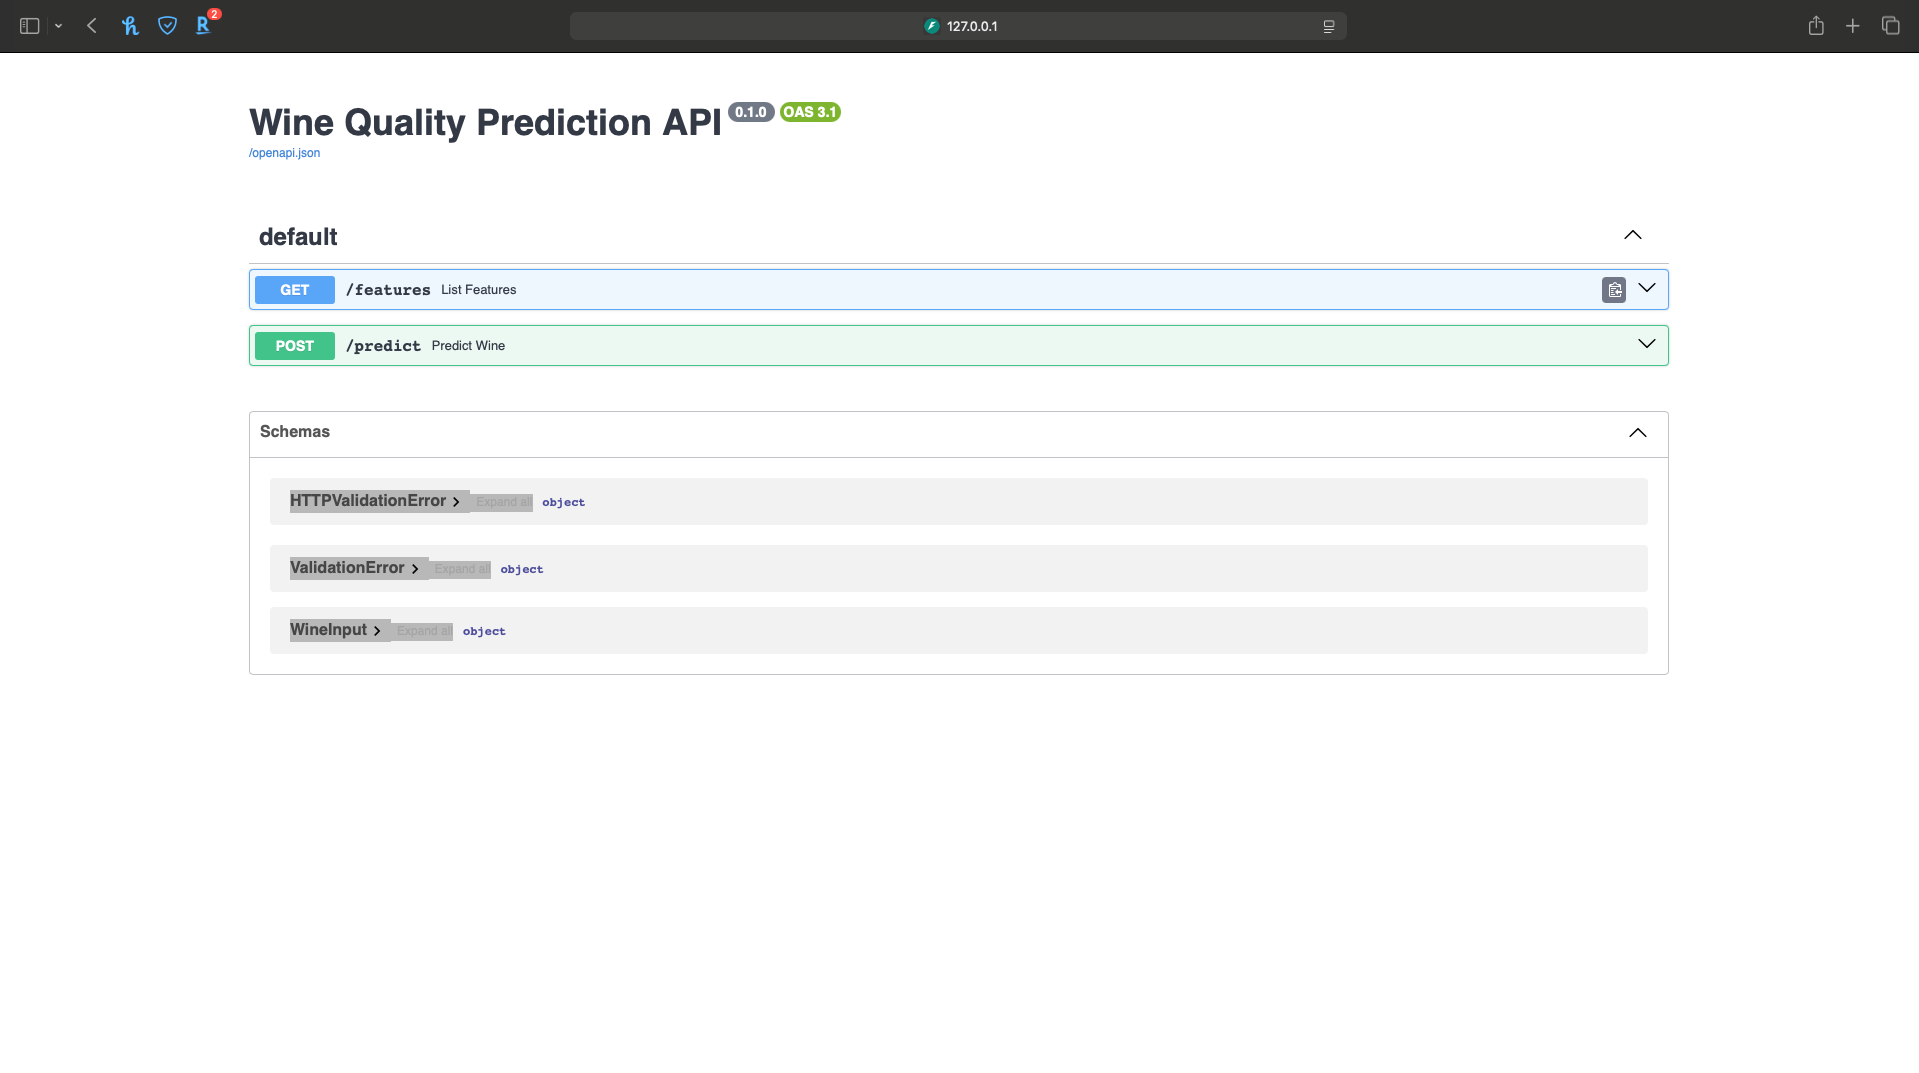 2
127.0.0.1
Wine Quality Prediction API 0.1.0 OAS 3.1
/openapi.json
default
GET /features List Features
POST /predict Predict Wine
Schemas
HTTPValidationError Expand all object
ValidationError Expand all object
WineInput Expand all object